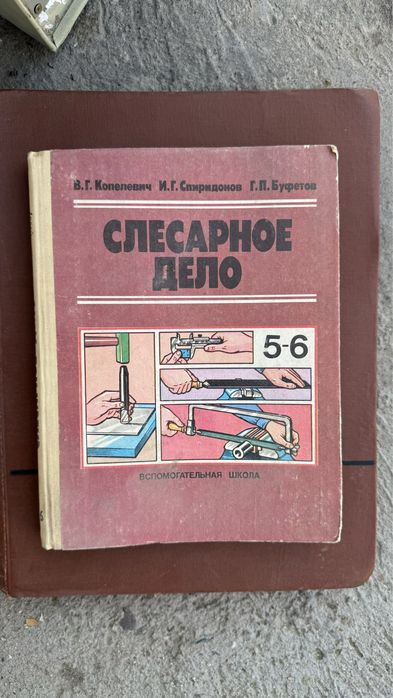 В.Г. Копелевич И.Г. Спиридонов Г.П. Буфетов
СЛЕСАРНОЕ
ДЕЛО
5-6
ВСПОМОГАТЕЛЬНАЯ ШКОЛА